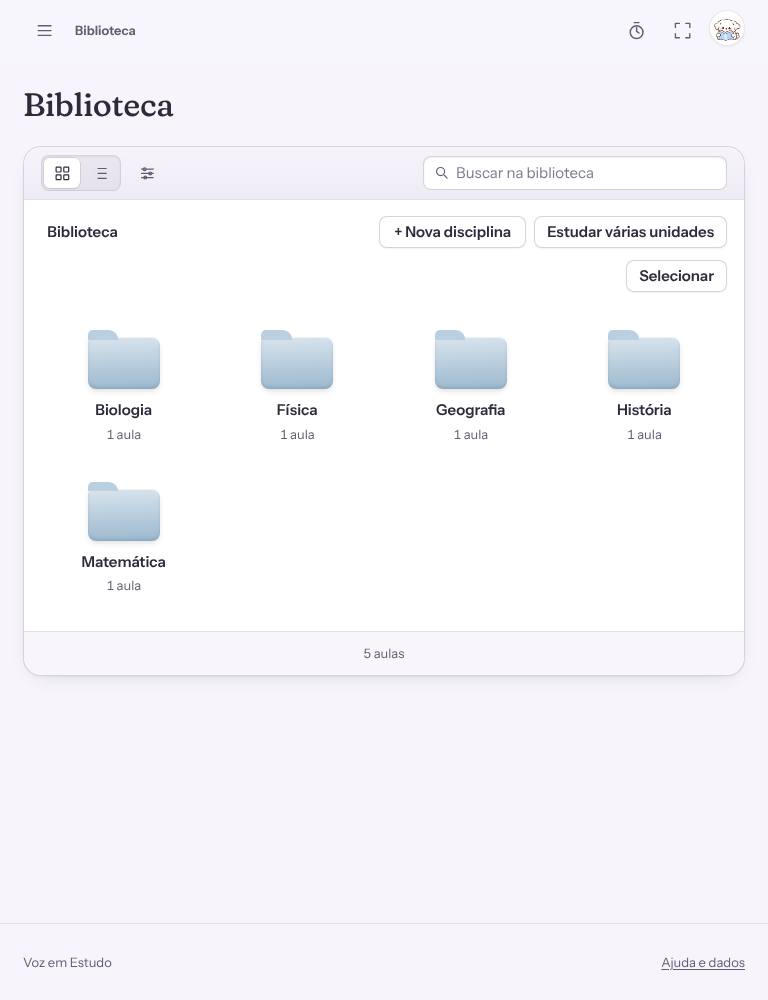 Biblioteca
Biblioteca
Buscar na biblioteca
Biblioteca
+ Nova disciplina
Estudar várias unidades
Selecionar
Biologia
1 aula
Física
1 aula
Geografia
1 aula
História
1 aula
Matemática
1 aula
5 aulas
Voz em Estudo
Ajuda e dados